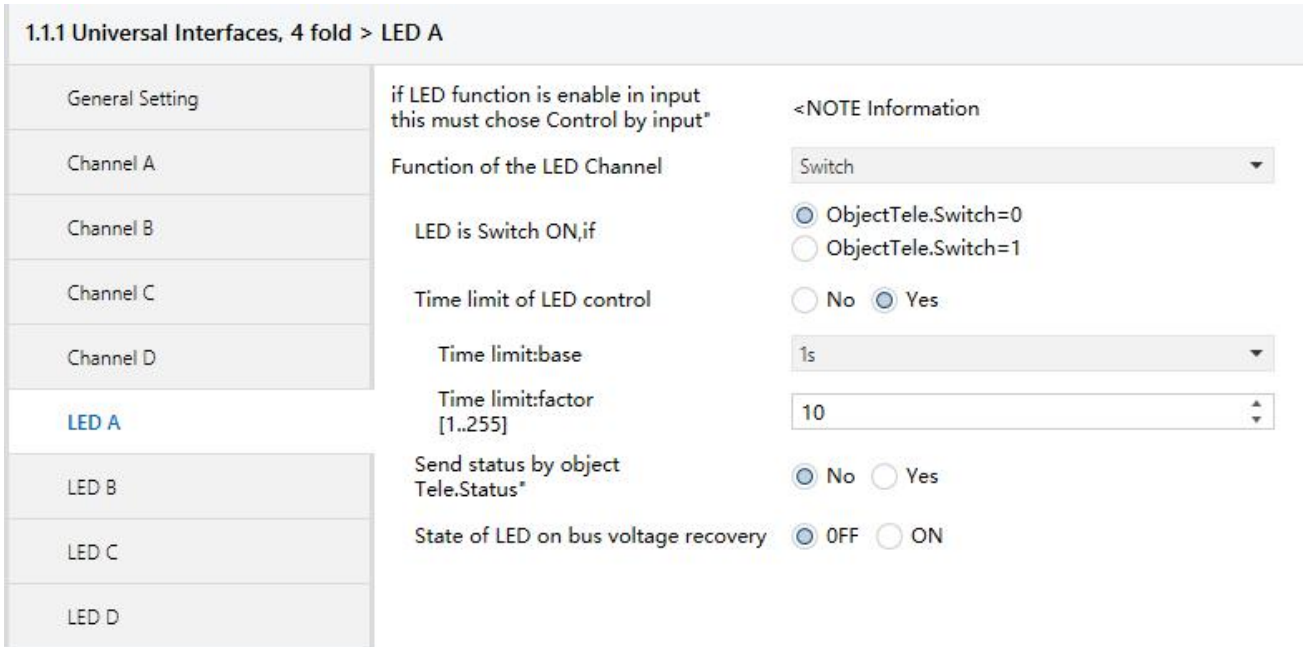 1.1.1 Universal Interfaces, 4 fold > LED A
General Setting
Channel A
Channel B
Channel C
Channel D
LED A
LED B
LED C
LED D
if LED function is enable in input
this must chose Control by input"
<NOTE Information
Function of the LED Channel
Switch
LED is Switch ON,if
ObjectTele.Switch=0
ObjectTele.Switch=1
Time limit of LED control
No Yes
Time limit:base
1s
Time limit:factor
[1..255]
10
Send status by object
Tele.Status"
No Yes
State of LED on bus voltage recovery
0FF ON